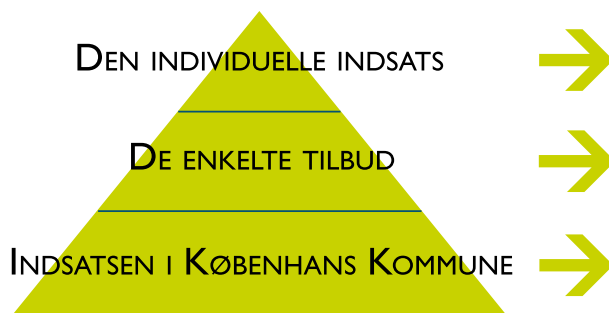 Den individuelle indsats
De enkelte tilbud
Indsatsen i Københans Kommune